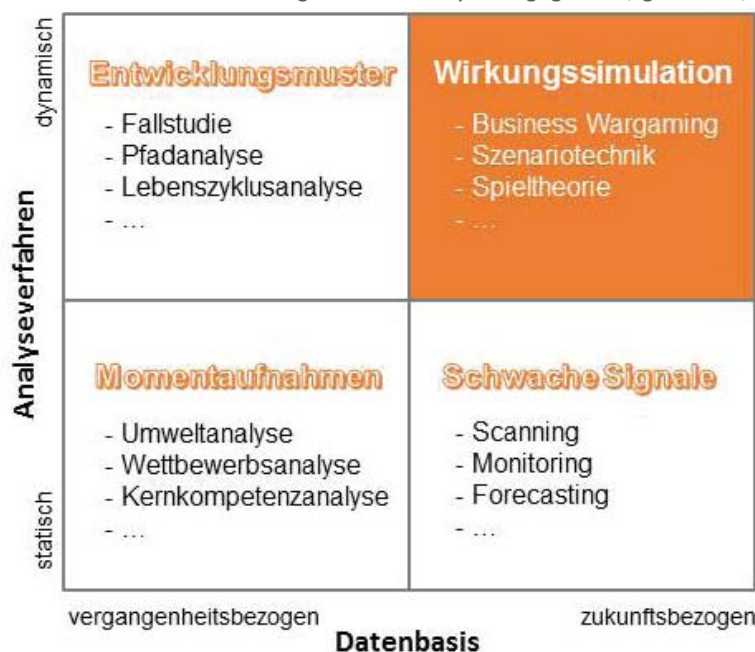 dynamisch
Entwicklungsmuster
- Fallstudie
- Pfadanalyse
- Lebenszyklusanalyse
- ...
Wirkungssimulation
- Business Wargaming
- Szenariotechnik
- Spieltheorie
- ...
Analyseverfahren
Momentaufnahmen
- Umweltanalyse
- Wettbewerbsanalyse
- Kernkompetenzanalyse
- ...
Schwache Signale
- Scanning
- Monitoring
- Forecasting
- ...
statisch
vergangenheitsbezogen
zukunftsbezogen
Datenbasis